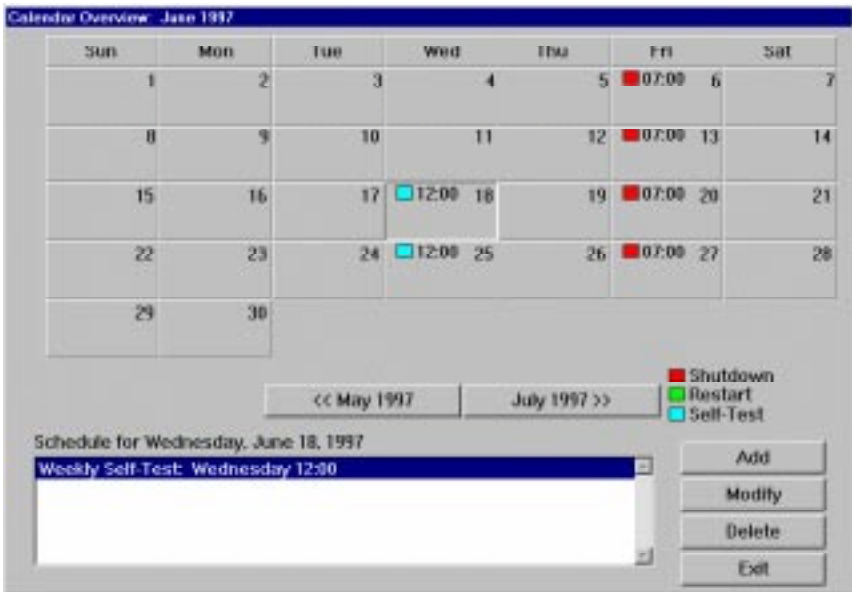 Calendar Overview: June 1997
Sun Mon Tue Wed Thu Fri Sat
1 2 3 4 5 07:00 6 7
8 9 10 11 12 07:00 13 14
15 16 17 12:00 18 19 07:00 20 21
22 23 24 12:00 25 26 07:00 27 28
29 30
<< May 1997 July 1997 >>
Shutdown
Restart
Self-Test
Schedule for Wednesday, June 18, 1997
Weekly Self-Test: Wednesday 12:00
Add
Modify
Delete
Exit